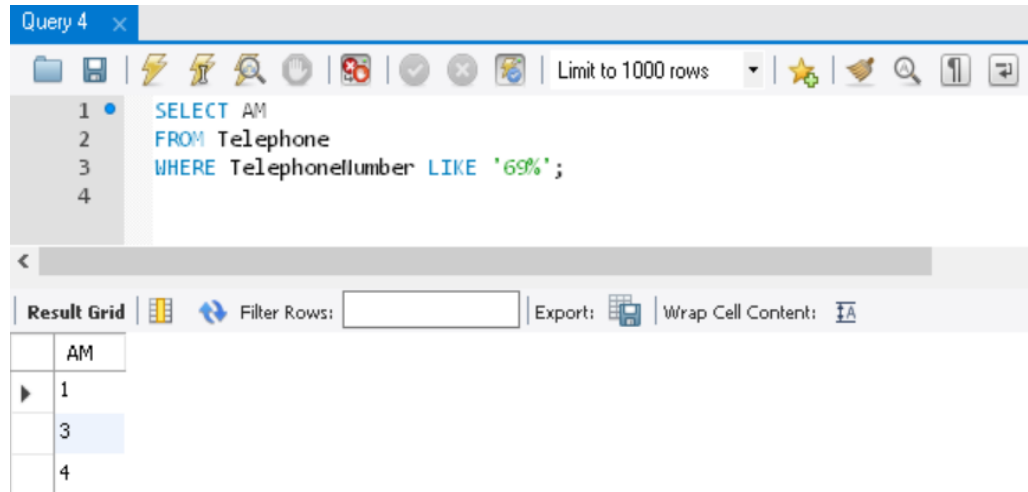 Query 4
Limit to 1000 rows
1 SELECT AM
2 FROM Telephone
3 WHERE TelephoneNumber LIKE '69%';
4
Result Grid Filter Rows: Export: Wrap Cell Content:
AM
1
3
4